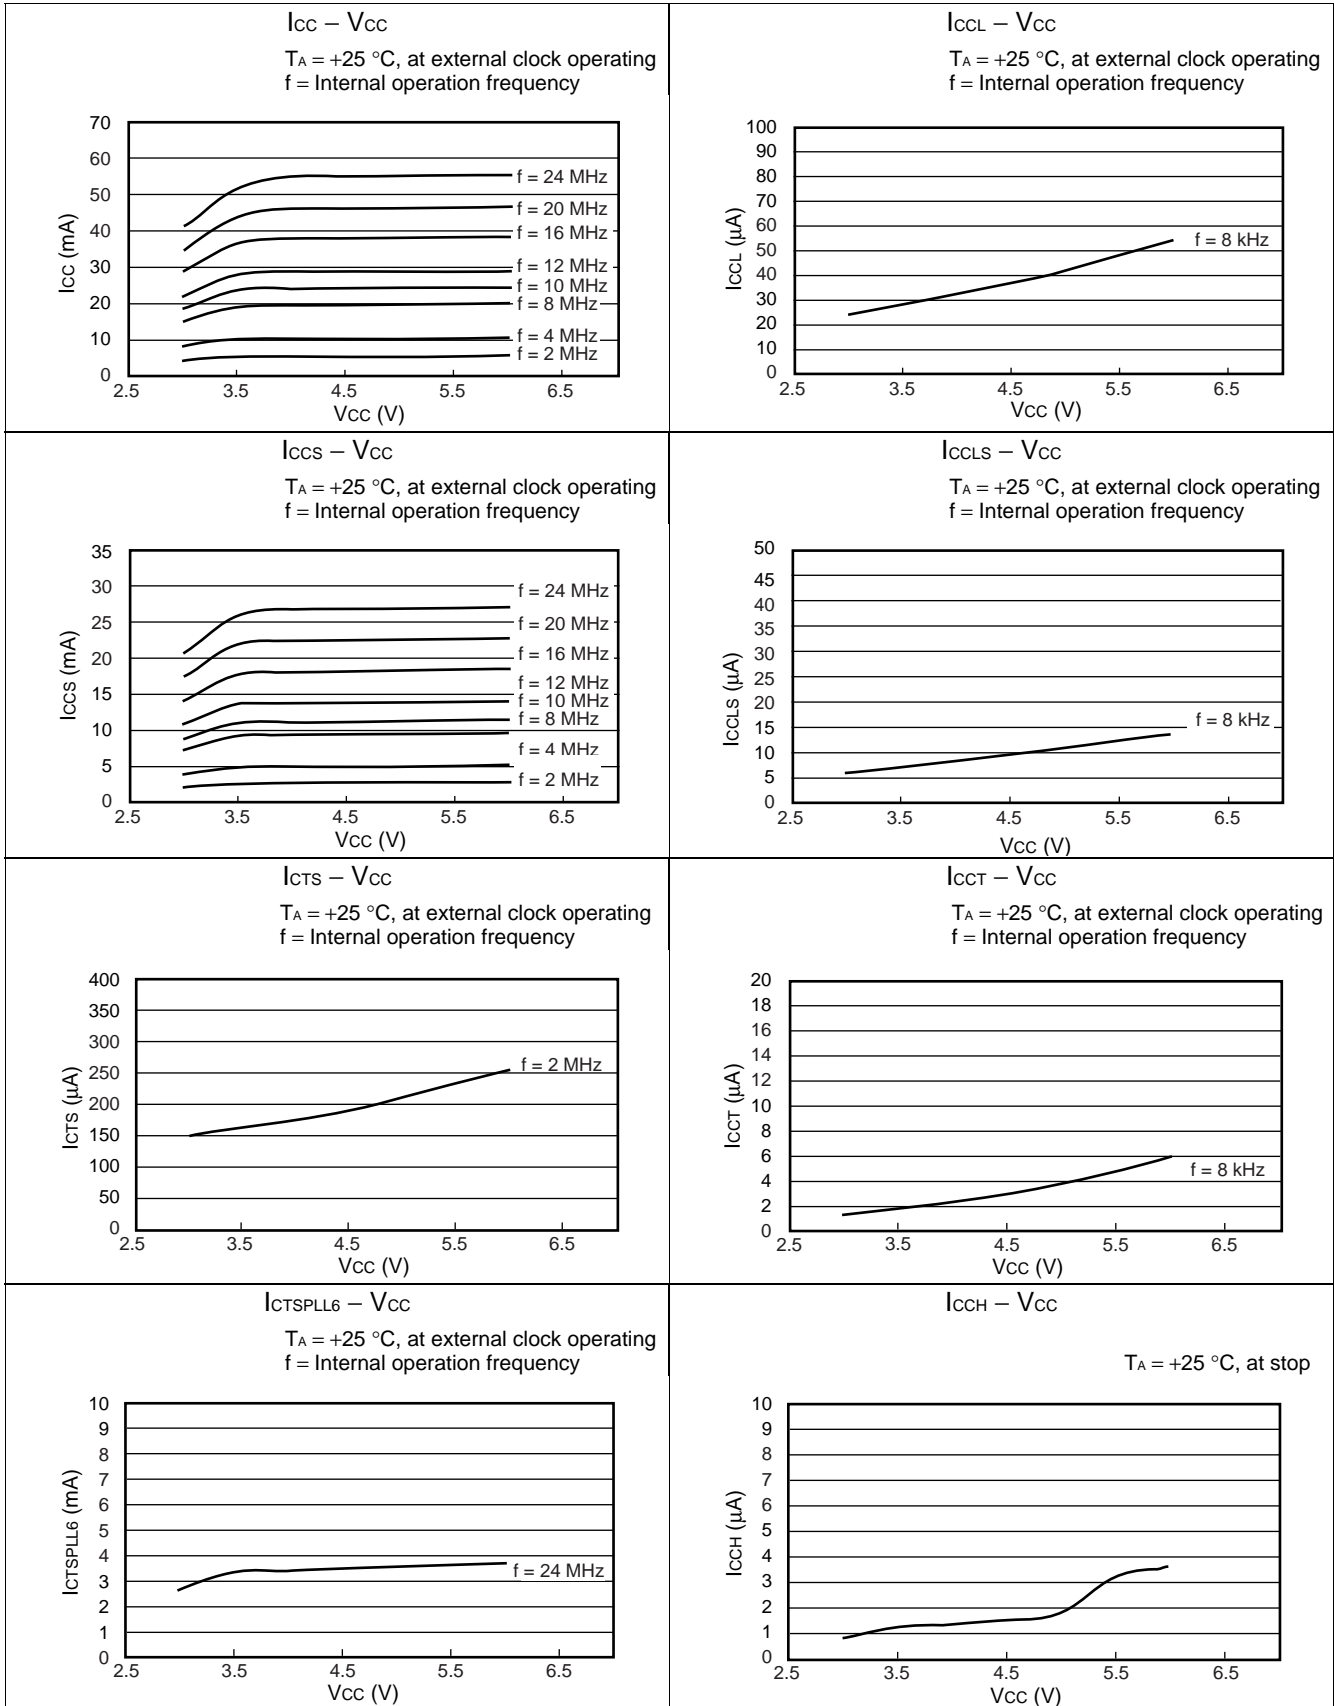 ICC – VCC
TA = +25 °C, at external clock operating
f = Internal operation frequency
70
60
50
40
30
20
10
0
ICC (mA)
f = 24 MHz
f = 20 MHz
f = 16 MHz
f = 12 MHz
f = 10 MHz
f = 8 MHz
f = 4 MHz
f = 2 MHz
2.5 3.5 4.5 5.5 6.5
VCC (V)
ICCL – VCC
TA = +25 °C, at external clock operating
f = Internal operation frequency
100
90
80
70
60
50
40
30
20
10
0
ICCL (µA)
f = 8 kHz
2.5 3.5 4.5 5.5 6.5
VCC (V)
ICCS – VCC
TA = +25 °C, at external clock operating
f = Internal operation frequency
35
30
25
20
15
10
5
0
ICCS (mA)
f = 24 MHz
f = 20 MHz
f = 16 MHz
f = 12 MHz
f = 10 MHz
f = 8 MHz
f = 4 MHz
f = 2 MHz
2.5 3.5 4.5 5.5 6.5
VCC (V)
ICCLS – VCC
TA = +25 °C, at external clock operating
f = Internal operation frequency
50
45
40
35
30
25
20
15
10
5
0
ICCLS (µA)
f = 8 kHz
2.5 3.5 4.5 5.5 6.5
VCC (V)
ICTS – VCC
TA = +25 °C, at external clock operating
f = Internal operation frequency
400
350
300
250
200
150
100
50
0
ICTS (µA)
f = 2 MHz
2.5 3.5 4.5 5.5 6.5
VCC (V)
ICCT – VCC
TA = +25 °C, at external clock operating
f = Internal operation frequency
20
18
16
14
12
10
8
6
4
2
0
ICCT (µA)
f = 8 kHz
2.5 3.5 4.5 5.5 6.5
VCC (V)
ICTSPLL6 – VCC
TA = +25 °C, at external clock operating
f = Internal operation frequency
10
9
8
7
6
5
4
3
2
1
0
ICTSPLL6 (mA)
f = 24 MHz
2.5 3.5 4.5 5.5 6.5
VCC (V)
ICCH – VCC
TA = +25 °C, at stop
10
9
8
7
6
5
4
3
2
1
0
ICCH (µA)
2.5 3.5 4.5 5.5 6.5
VCC (V)